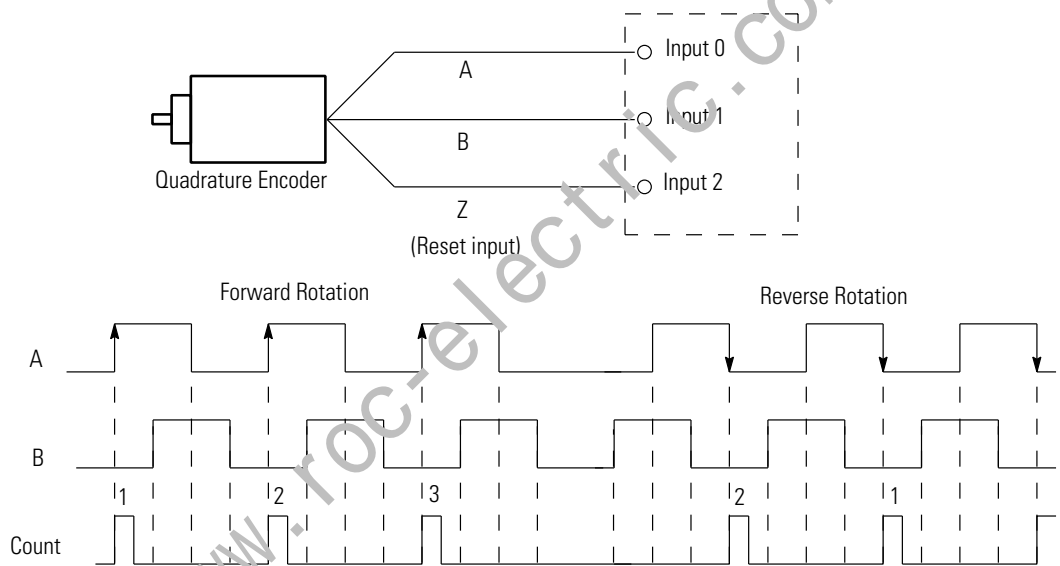 A
Input 0
B
Input 1
Quadrature Encoder
Z
Input 2
(Reset input)
Forward Rotation
Reverse Rotation
A
B
1
2
3
2
1
Count
www.roc-electric.com